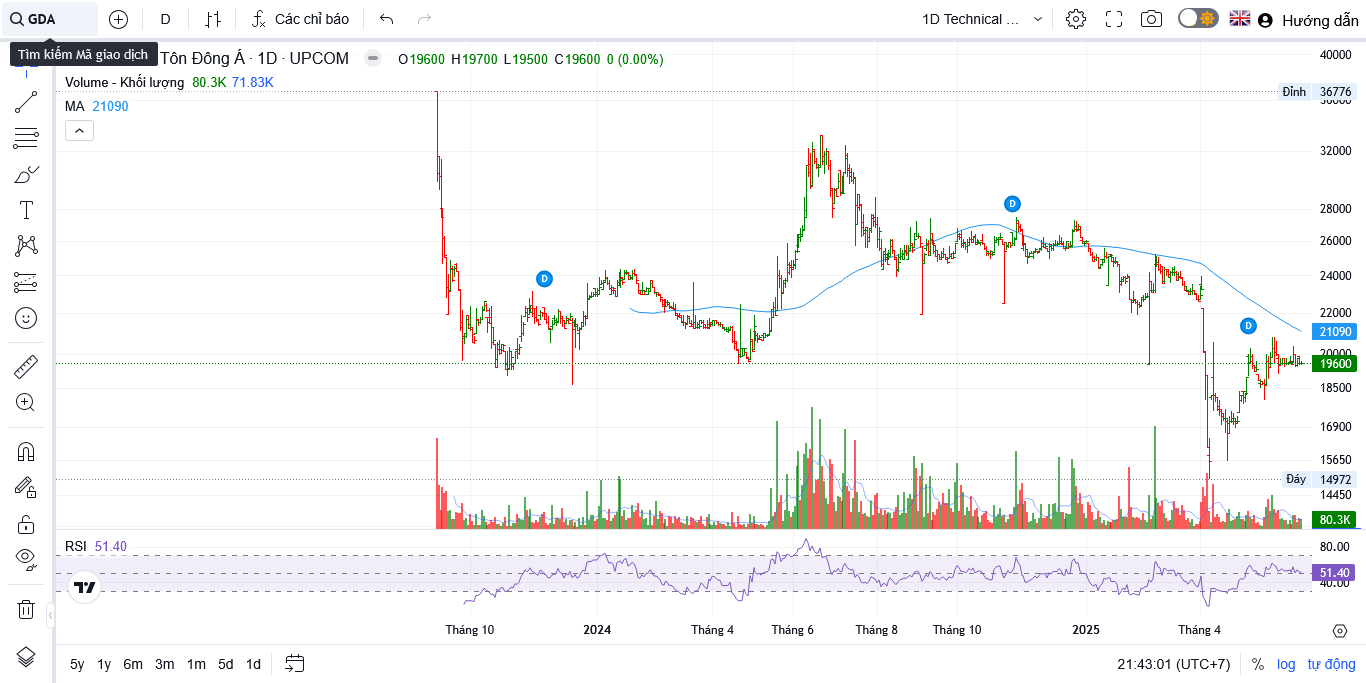 GDA
D
Các chỉ báo
1D Technical ...
Hướng dẫn
Tìm kiếm Mã giao dịch
Tôn Đông Á · 1D · UPCOM
O19600 H19700 L19500 C19600 0 (0.00%)
Volume - Khối lượng 80.3K 71.83K
MA 21090
40000
Đỉnh 36776
36000
32000
28000
26000
24000
22000
21090
20000
19600
18500
16900
15650
Đáy 14972
14450
80.3K
D
D
D
RSI 51.40
80.00
51.40
40.00
Tháng 10
2024
Tháng 4
Tháng 6
Tháng 8
Tháng 10
2025
Tháng 4
5y 1y 6m 3m 1m 5d 1d
21:43:01 (UTC+7)
%
log
tự động